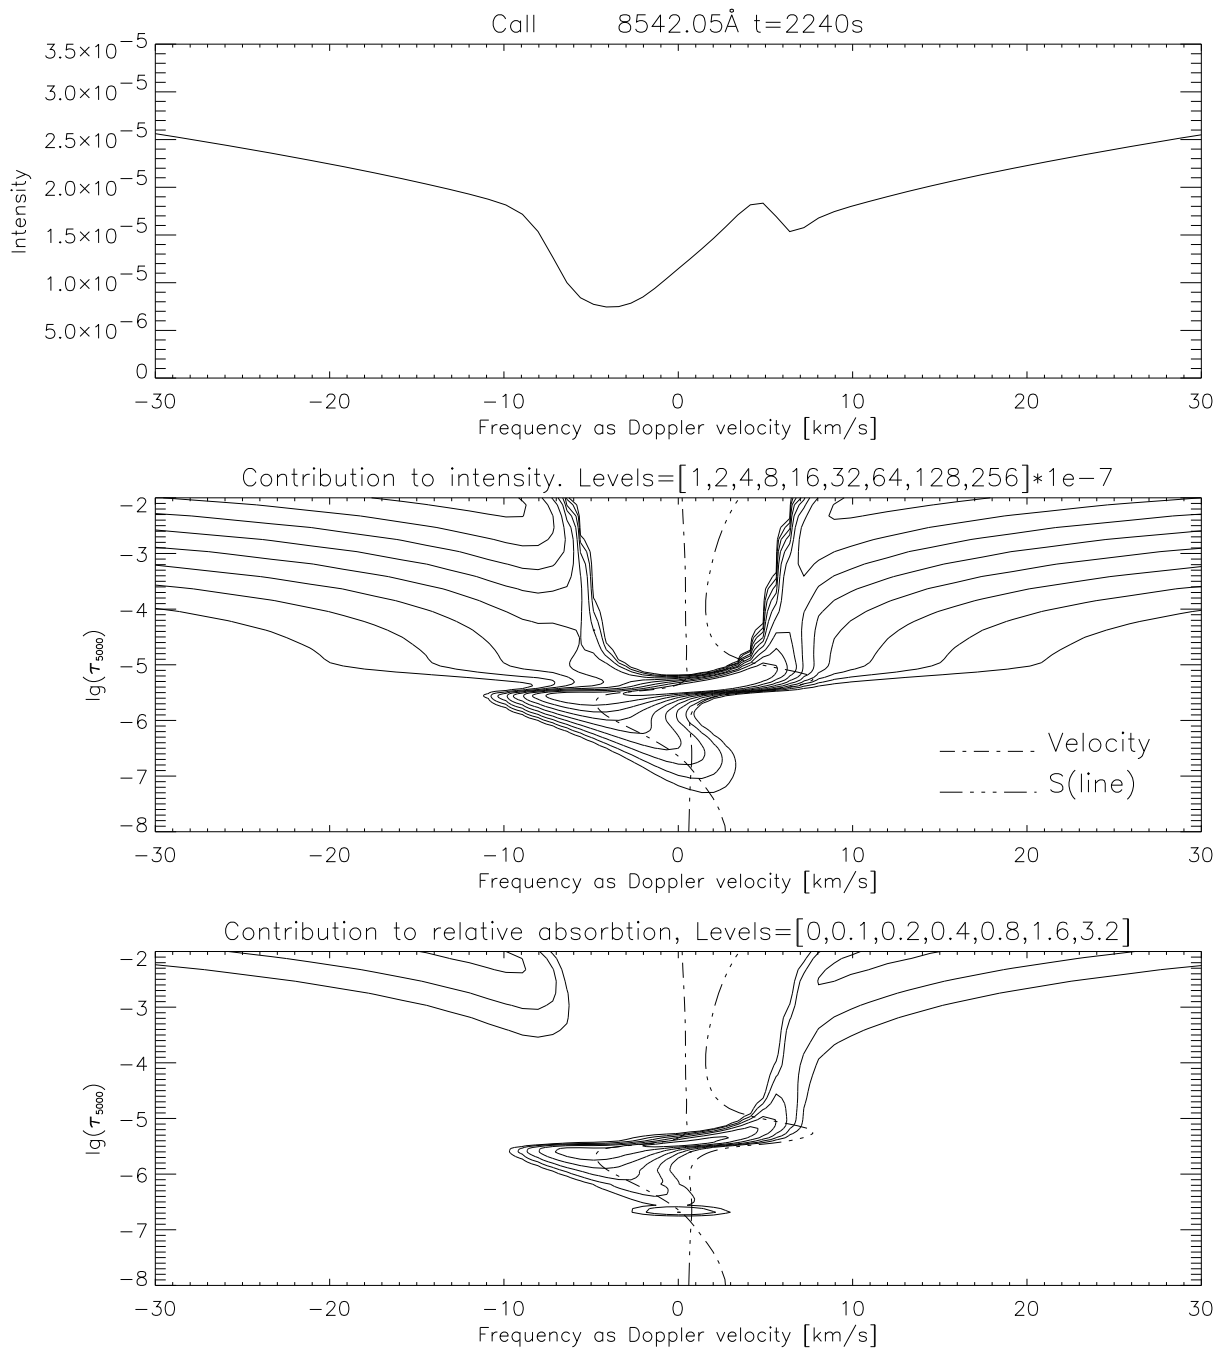 CaII 8542.05Å t=2240s
3.5×10-5
3.0×10-5
2.5×10-5
2.0×10-5
1.5×10-5
1.0×10-5
5.0×10-6
0
Intensity
-30 -20 -10 0 10 20 30
Frequency as Doppler velocity [km/s]
Contribution to intensity. Levels=[1,2,4,8,16,32,64,128,256]*1e-7
-2
-3
-4
-5
-6
-7
-8
lg(τ5000)
Velocity
S(line)
-30 -20 -10 0 10 20 30
Frequency as Doppler velocity [km/s]
Contribution to relative absorbtion, Levels=[0,0.1,0.2,0.4,0.8,1.6,3.2]
-2
-3
-4
-5
-6
-7
-8
lg(τ5000)
-30 -20 -10 0 10 20 30
Frequency as Doppler velocity [km/s]